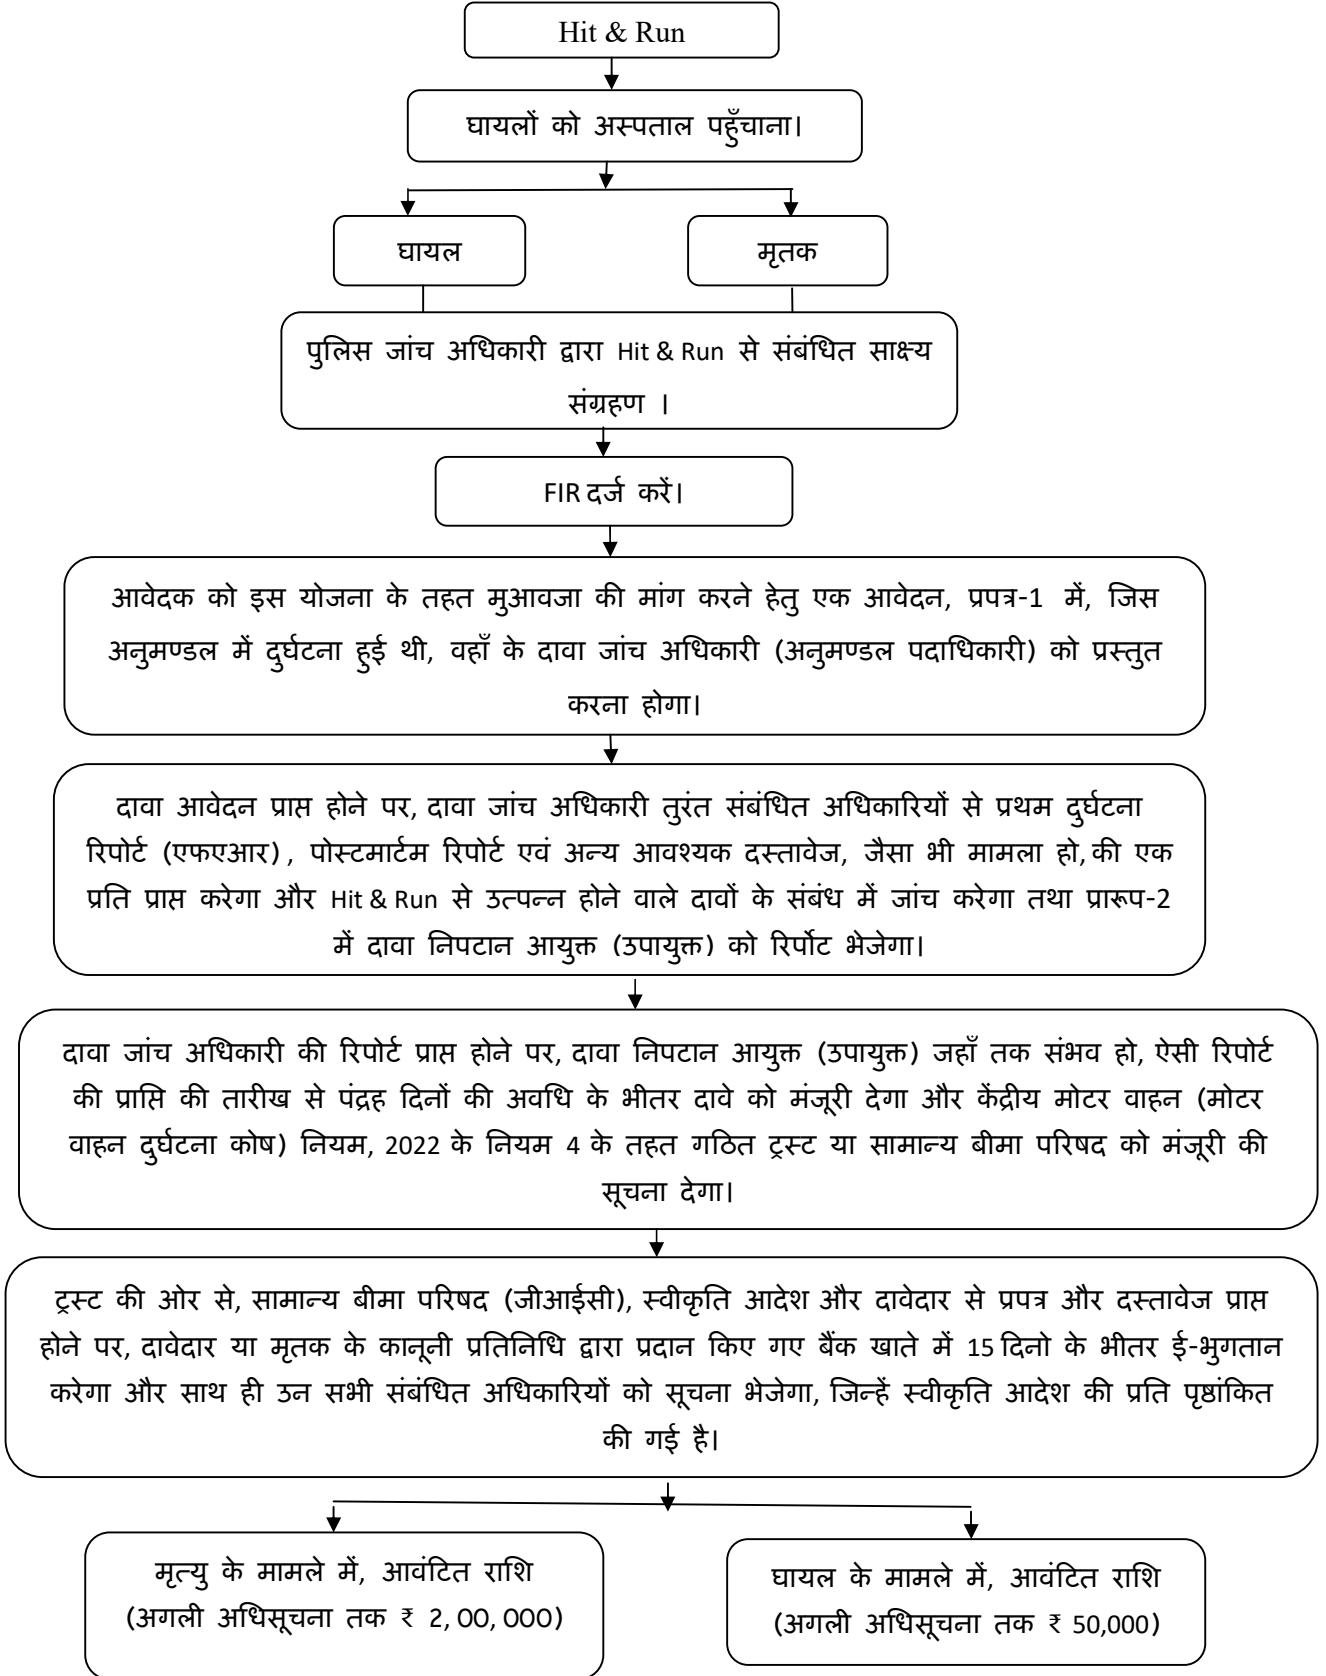 Hit & Run
घायलों को अस्पताल पहुँचाना।
घायल
मृतक
पुलिस जांच अधिकारी द्वारा Hit & Run से संबंधित साक्ष्य
संग्रहण ।
FIR दर्ज करें।
आवेदक को इस योजना के तहत मुआवजा की मांग करने हेतु एक आवेदन, प्रपत्र-1 में, जिस
अनुमण्डल में दुर्घटना हुई थी, वहाँ के दावा जांच अधिकारी (अनुमण्डल पदाधिकारी) को प्रस्तुत
करना होगा।
दावा आवेदन प्राप्त होने पर, दावा जांच अधिकारी तुरंत संबंधित अधिकारियों से प्रथम दुर्घटना
रिपोर्ट (एफएआर), पोस्टमार्टम रिपोर्ट एवं अन्य आवश्यक दस्तावेज, जैसा भी मामला हो, की एक
प्रति प्राप्त करेगा और Hit & Run से उत्पन्न होने वाले दावों के संबंध में जांच करेगा तथा प्रारूप-2
में दावा निपटान आयुक्त (उपायुक्त) को रिर्पोट भेजेगा।
दावा जांच अधिकारी की रिपोर्ट प्राप्त होने पर, दावा निपटान आयुक्त (उपायुक्त) जहाँ तक संभव हो, ऐसी रिपोर्ट
की प्राप्ति की तारीख से पंद्रह दिनों की अवधि के भीतर दावे को मंजूरी देगा और केंद्रीय मोटर वाहन (मोटर
वाहन दुर्घटना कोष) नियम, 2022 के नियम 4 के तहत गठित ट्रस्ट या सामान्य बीमा परिषद को मंजूरी की
सूचना देगा।
ट्रस्ट की ओर से, सामान्य बीमा परिषद (जीआईसी), स्वीकृति आदेश और दावेदार से प्रपत्र और दस्तावेज प्राप्त
होने पर, दावेदार या मृतक के कानूनी प्रतिनिधि द्वारा प्रदान किए गए बैंक खाते में 15 दिनो के भीतर ई-भुगतान
करेगा और साथ ही उन सभी संबंधित अधिकारियों को सूचना भेजेगा, जिन्हें स्वीकृति आदेश की प्रति पृष्ठांकित
की गई है।
मृत्यु के मामले में, आवंटित राशि
(अगली अधिसूचना तक ₹ 2,00,000)
घायल के मामले में, आवंटित राशि
(अगली अधिसूचना तक ₹ 50,000)